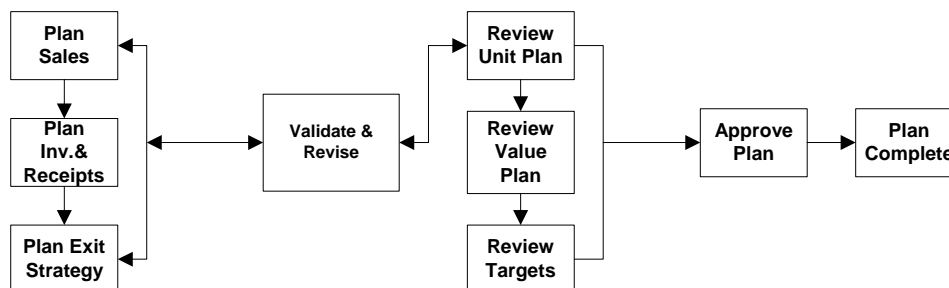 Plan
Sales
Plan
Inv.&
Receipts
Plan Exit
Strategy
Validate &
Revise
Review
Unit Plan
Review
Value
Plan
Review
Targets
Approve
Plan
Plan
Complete